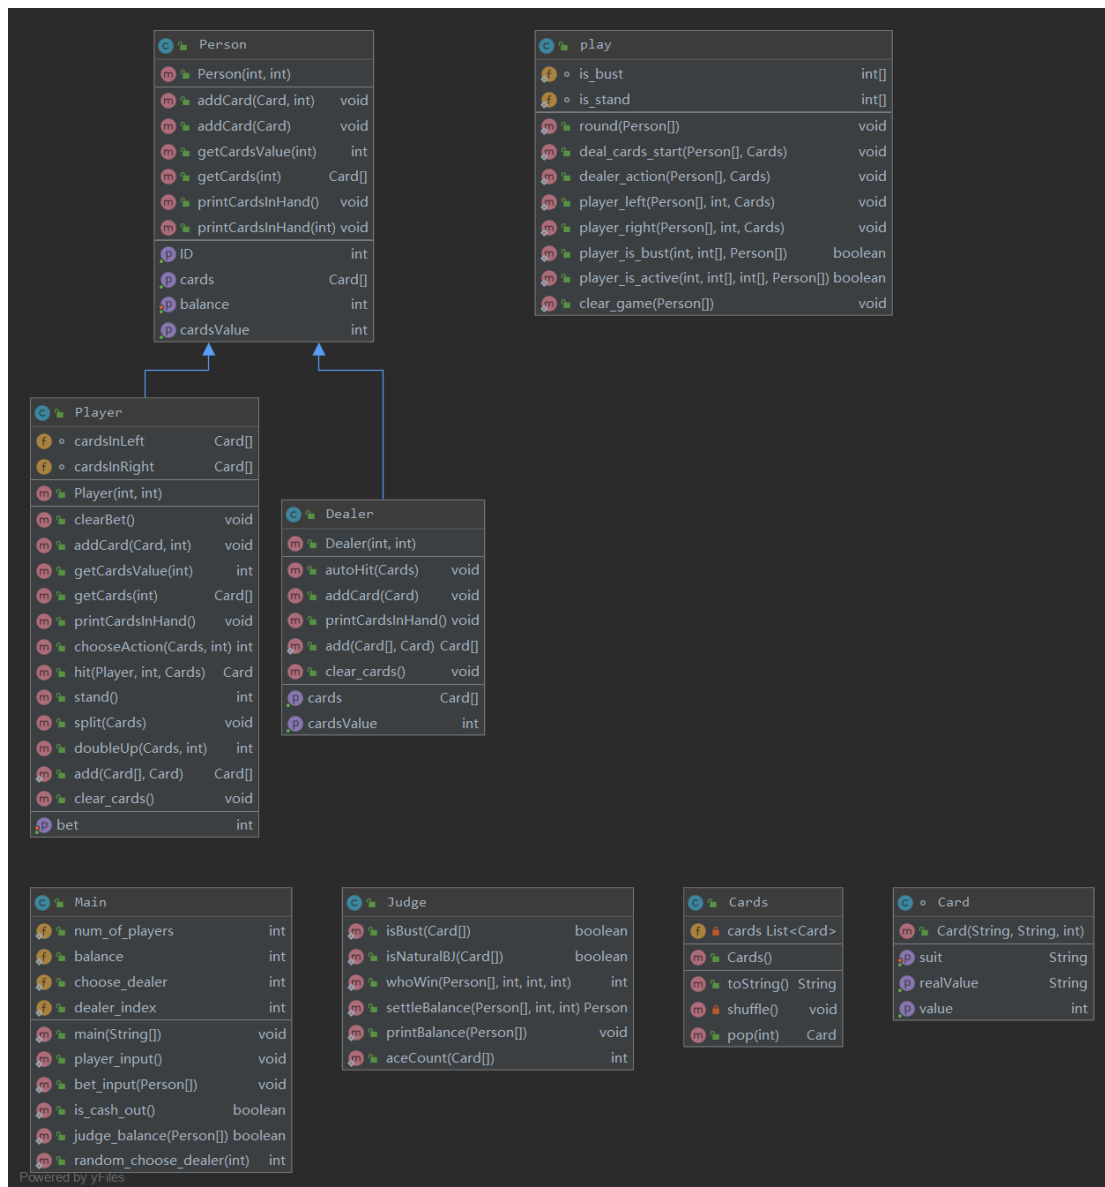 Person
Person(int, int)
addCard(Card, int) void
addCard(Card) void
getCardsValue(int) int
getCards(int) Card[]
printCardsInHand() void
printCardsInHand(int) void
ID int
cards Card[]
balance int
cardsValue int
play
is_bust int[]
is_stand int[]
round(Person[]) void
deal_cards_start(Person[], Cards) void
dealer_action(Person[], Cards) void
player_left(Person[], int, Cards) void
player_right(Person[], int, Cards) void
player_is_bust(int, int[], Person[]) boolean
player_is_active(int, int[], int[], Person[]) boolean
clear_game(Person[]) void
Player
cardsInLeft Card[]
cardsInRight Card[]
Player(int, int)
clearBet() void
addCard(Card, int) void
getCardsValue(int) int
getCards(int) Card[]
printCardsInHand() void
chooseAction(Cards, int) int
hit(Player, int, Cards) Card
stand() int
split(Cards) void
doubleUp(Cards, int) int
add(Card[], Card) Card[]
clear_cards() void
bet int
Dealer
Dealer(int, int)
autoHit(Cards) void
addCard(Card) void
printCardsInHand() void
add(Card[], Card) Card[]
clear_cards() void
cards Card[]
cardsValue int
Main
num_of_players int
balance int
choose_dealer int
dealer_index int
main(String[]) void
player_input() void
bet_input(Person[]) void
is_cash_out() boolean
judge_balance(Person[]) boolean
random_choose_dealer(int) int
Judge
isBust(Card[]) boolean
isNaturalBJ(Card[]) boolean
whoWin(Person[], int, int, int) int
settleBalance(Person[], int, int) Person
printBalance(Person[]) void
aceCount(Card[]) int
Cards
cards List<Card>
Cards()
toString() String
shuffle() void
pop(int) Card
Card
Card(String, String, int)
suit String
realValue String
value int
Powered by yFiles